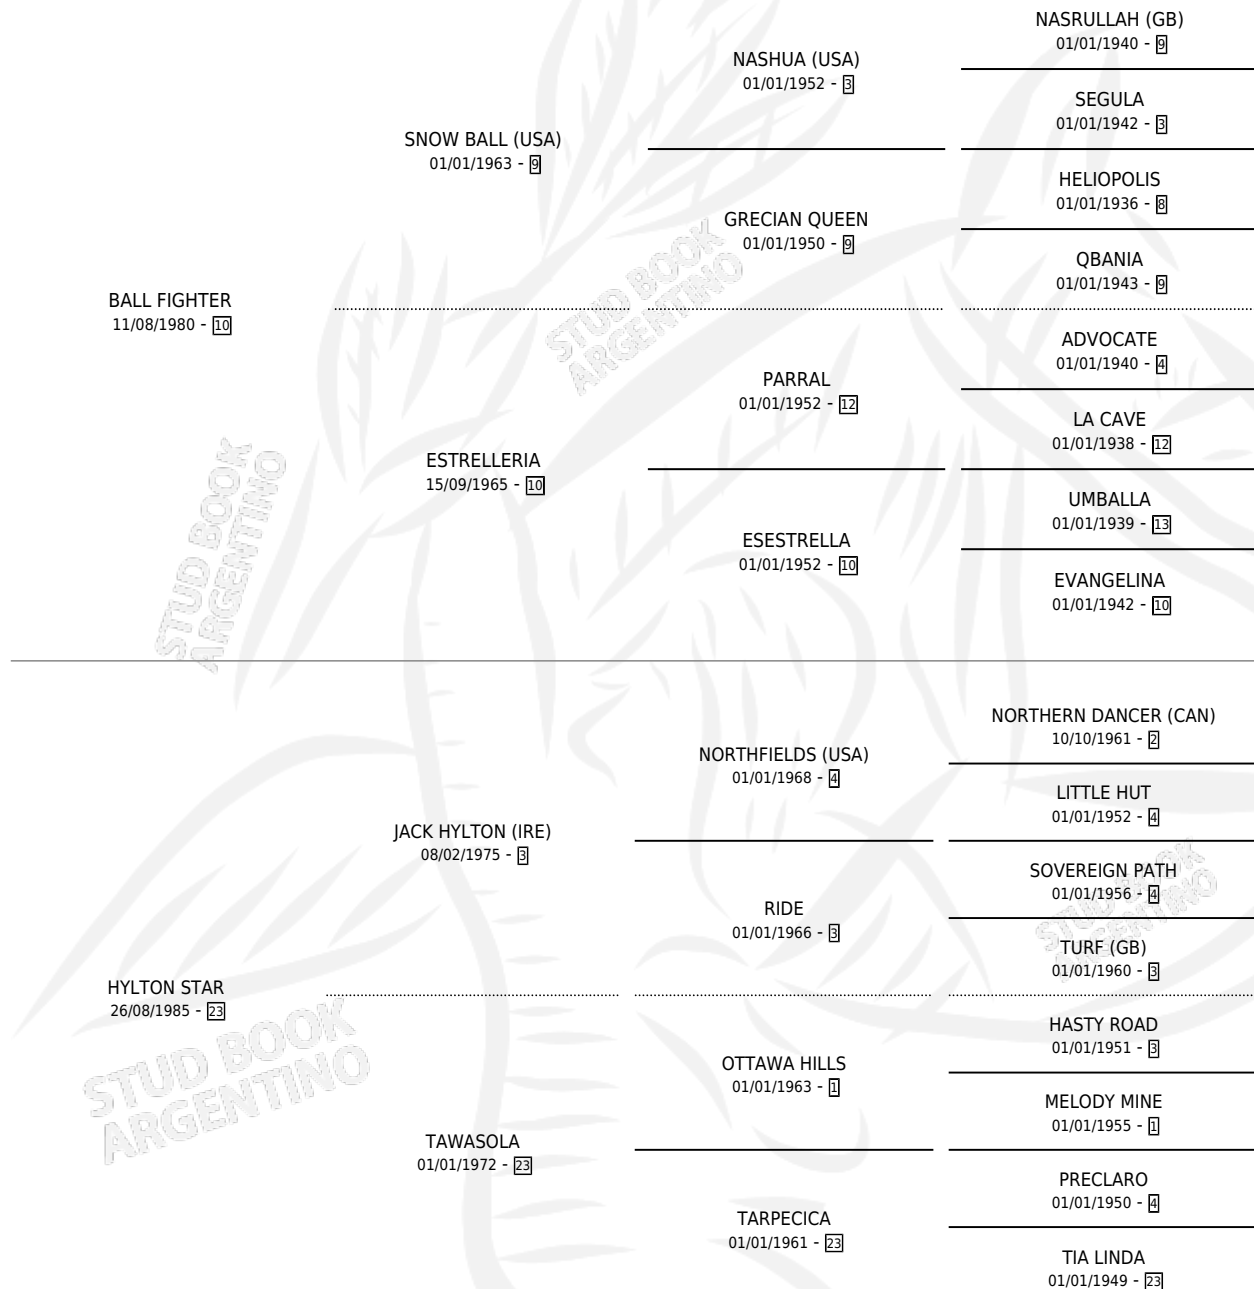 NASRULLAH (GB)
01/01/1940 - 9
NASHUA (USA)
01/01/1952 - 3
SEGULA
01/01/1942 - 3
SNOW BALL (USA)
01/01/1963 - 9
HELIOPOLIS
01/01/1936 - 8
GRECIAN QUEEN
01/01/1950 - 9
QBANIA
01/01/1943 - 9
BALL FIGHTER
11/08/1980 - 10
ADVOCATE
01/01/1940 - 4
PARRAL
01/01/1952 - 12
LA CAVE
01/01/1938 - 12
ESTRELLERIA
15/09/1965 - 10
UMBALLA
01/01/1939 - 13
ESESTRELLA
01/01/1952 - 10
EVANGELINA
01/01/1942 - 10
NORTHERN DANCER (CAN)
10/10/1961 - 2
NORTHFIELDS (USA)
01/01/1968 - 4
LITTLE HUT
01/01/1952 - 4
JACK HYLTON (IRE)
08/02/1975 - 3
SOVEREIGN PATH
01/01/1956 - 4
RIDE
01/01/1966 - 3
TURF (GB)
01/01/1960 - 3
HYLTON STAR
26/08/1985 - 23
HASTY ROAD
01/01/1951 - 3
OTTAWA HILLS
01/01/1963 - 1
MELODY MINE
01/01/1955 - 1
TAWASOLA
01/01/1972 - 23
PRECLARO
01/01/1950 - 4
TARPECICA
01/01/1961 - 23
TIA LINDA
01/01/1949 - 23
STUD BOOK
ARGENTINO
STUD BOOK
ARGENTINO
STUD BOOK
ARGENTINO
STUD BOOK
ARGENTINO